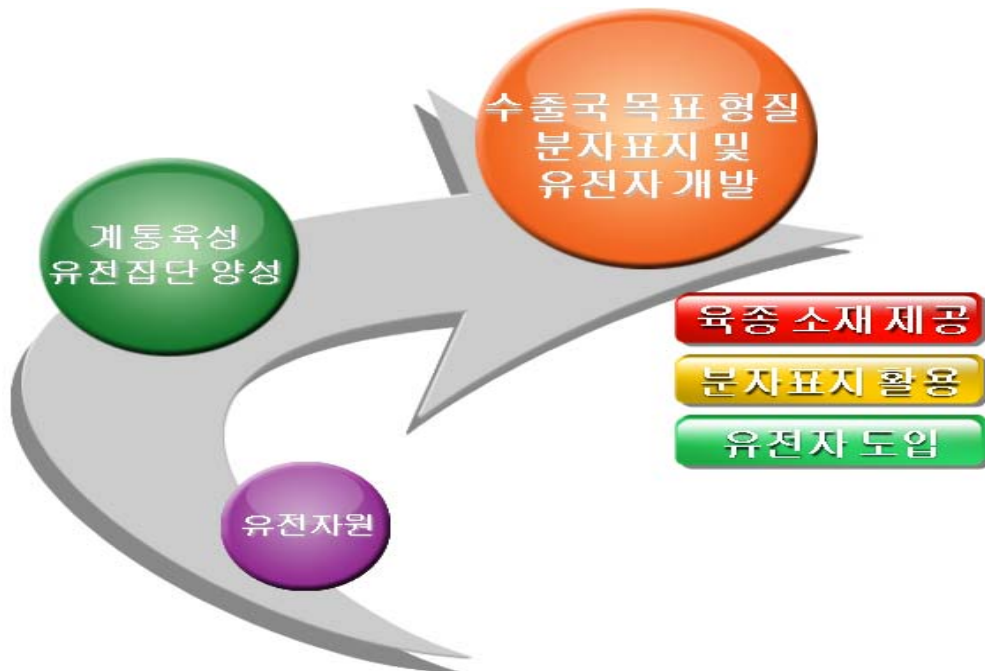 수출국 목표 형질
분자표지 및
유전자 개발
계통육성
유전집단 양성
육종 소재 제공
분자표지 활용
유전자 도입
유전자원